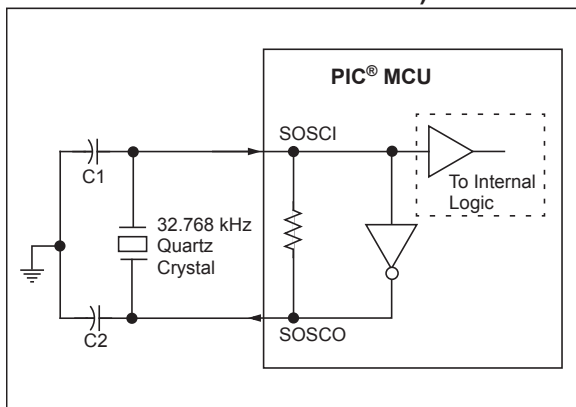 PIC® MCU
SOSCI
C1
To Internal
Logic
32.768 kHz
Quartz
Crystal
SOSCO
C2